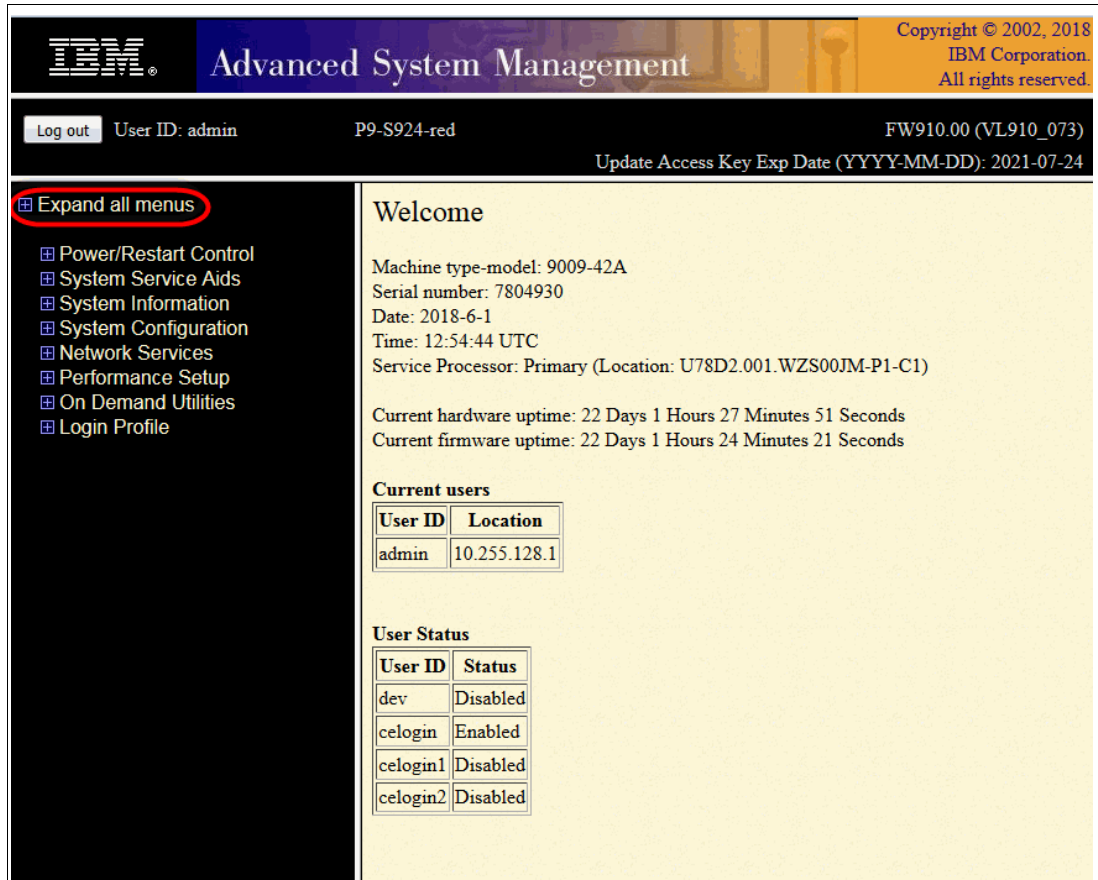 IBM®
Advanced System Management
Copyright © 2002, 2018
IBM Corporation.
All rights reserved.
Log out User ID: admin P9-S924-red FW910.00 (VL910_073)
Update Access Key Exp Date (YYYY-MM-DD): 2021-07-24
Expand all menus
Power/Restart Control
System Service Aids
System Information
System Configuration
Network Services
Performance Setup
On Demand Utilities
Login Profile
Welcome
Machine type-model: 9009-42A
Serial number: 7804930
Date: 2018-6-1
Time: 12:54:44 UTC
Service Processor: Primary (Location: U78D2.001.WZS00JM-P1-C1)
Current hardware uptime: 22 Days 1 Hours 27 Minutes 51 Seconds
Current firmware uptime: 22 Days 1 Hours 24 Minutes 21 Seconds
Current users
User ID Location
admin 10.255.128.1
User Status
User ID Status
dev Disabled
celogin Enabled
celogin1 Disabled
celogin2 Disabled